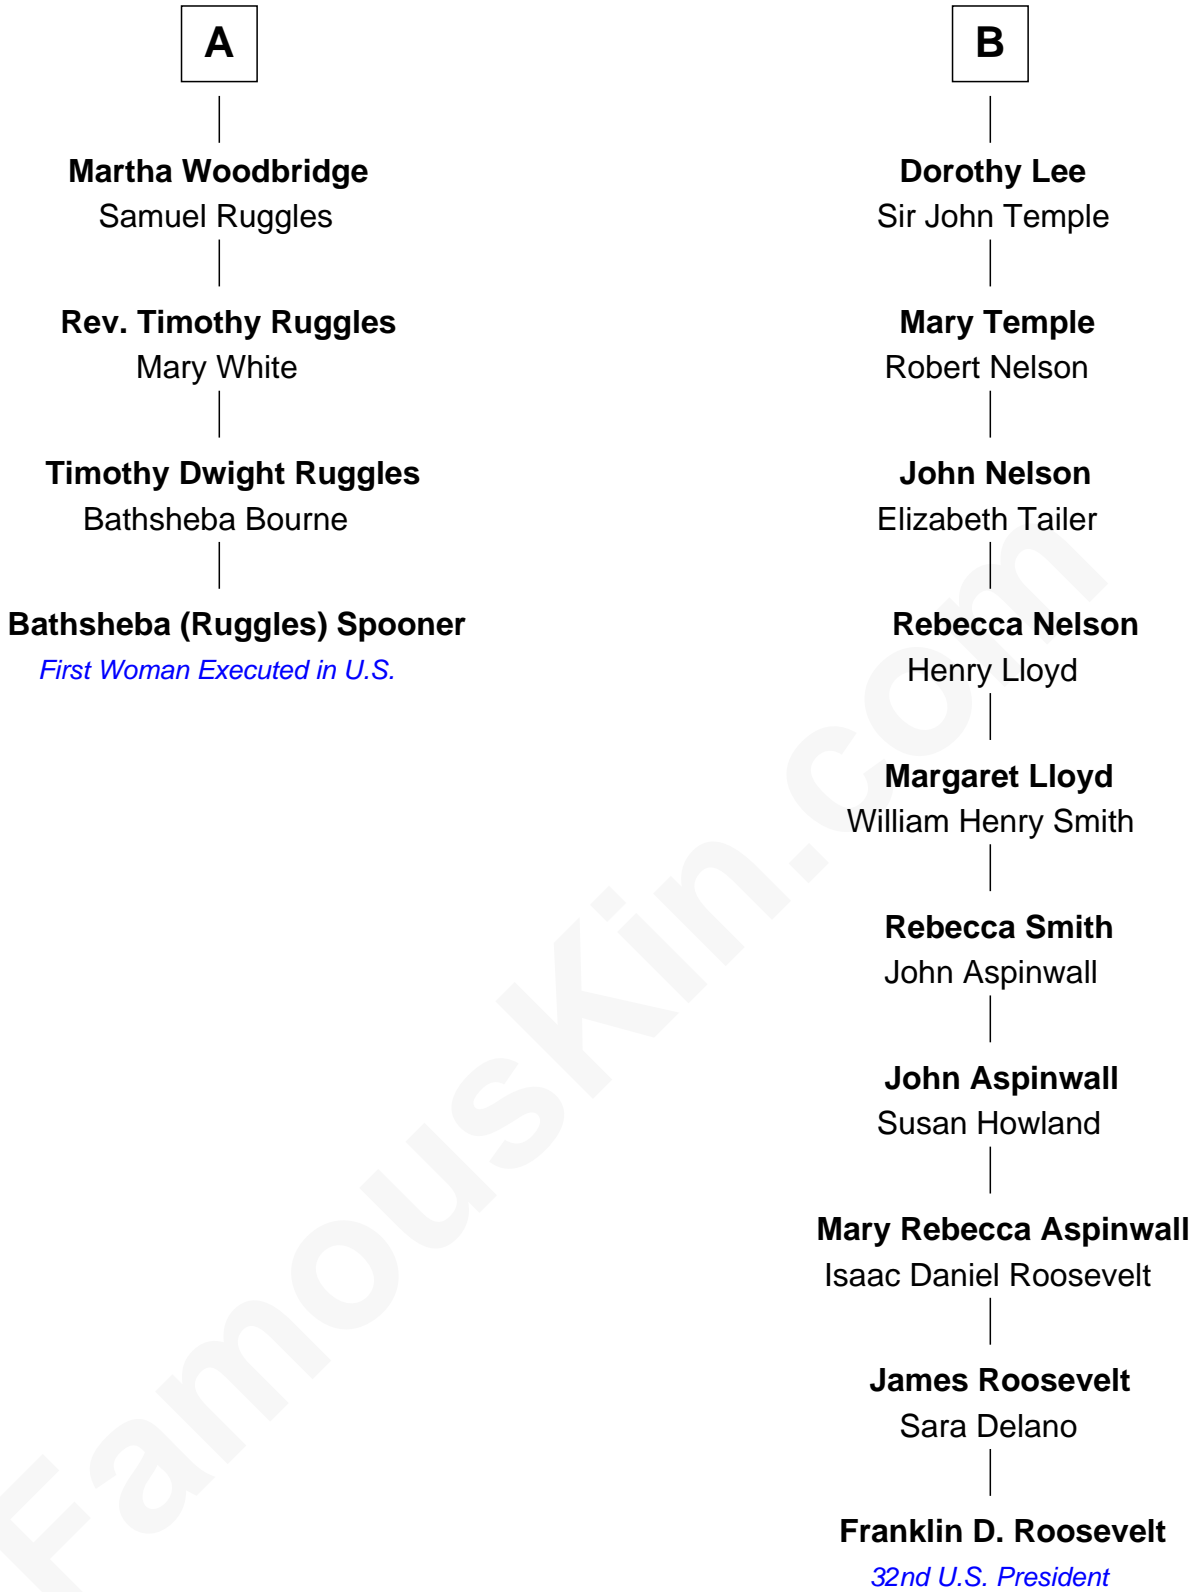 A
Martha Woodbridge
Samuel Ruggles
Rev. Timothy Ruggles
Mary White
Timothy Dwight Ruggles
Bathsheba Bourne
Bathsheba (Ruggles) Spooner
First Woman Executed in U.S.
B
Dorothy Lee
Sir John Temple
Mary Temple
Robert Nelson
John Nelson
Elizabeth Tailer
Rebecca Nelson
Henry Lloyd
Margaret Lloyd
William Henry Smith
Rebecca Smith
John Aspinwall
John Aspinwall
Susan Howland
Mary Rebecca Aspinwall
Isaac Daniel Roosevelt
James Roosevelt
Sara Delano
Franklin D. Roosevelt
32nd U.S. President
FamousKin.com